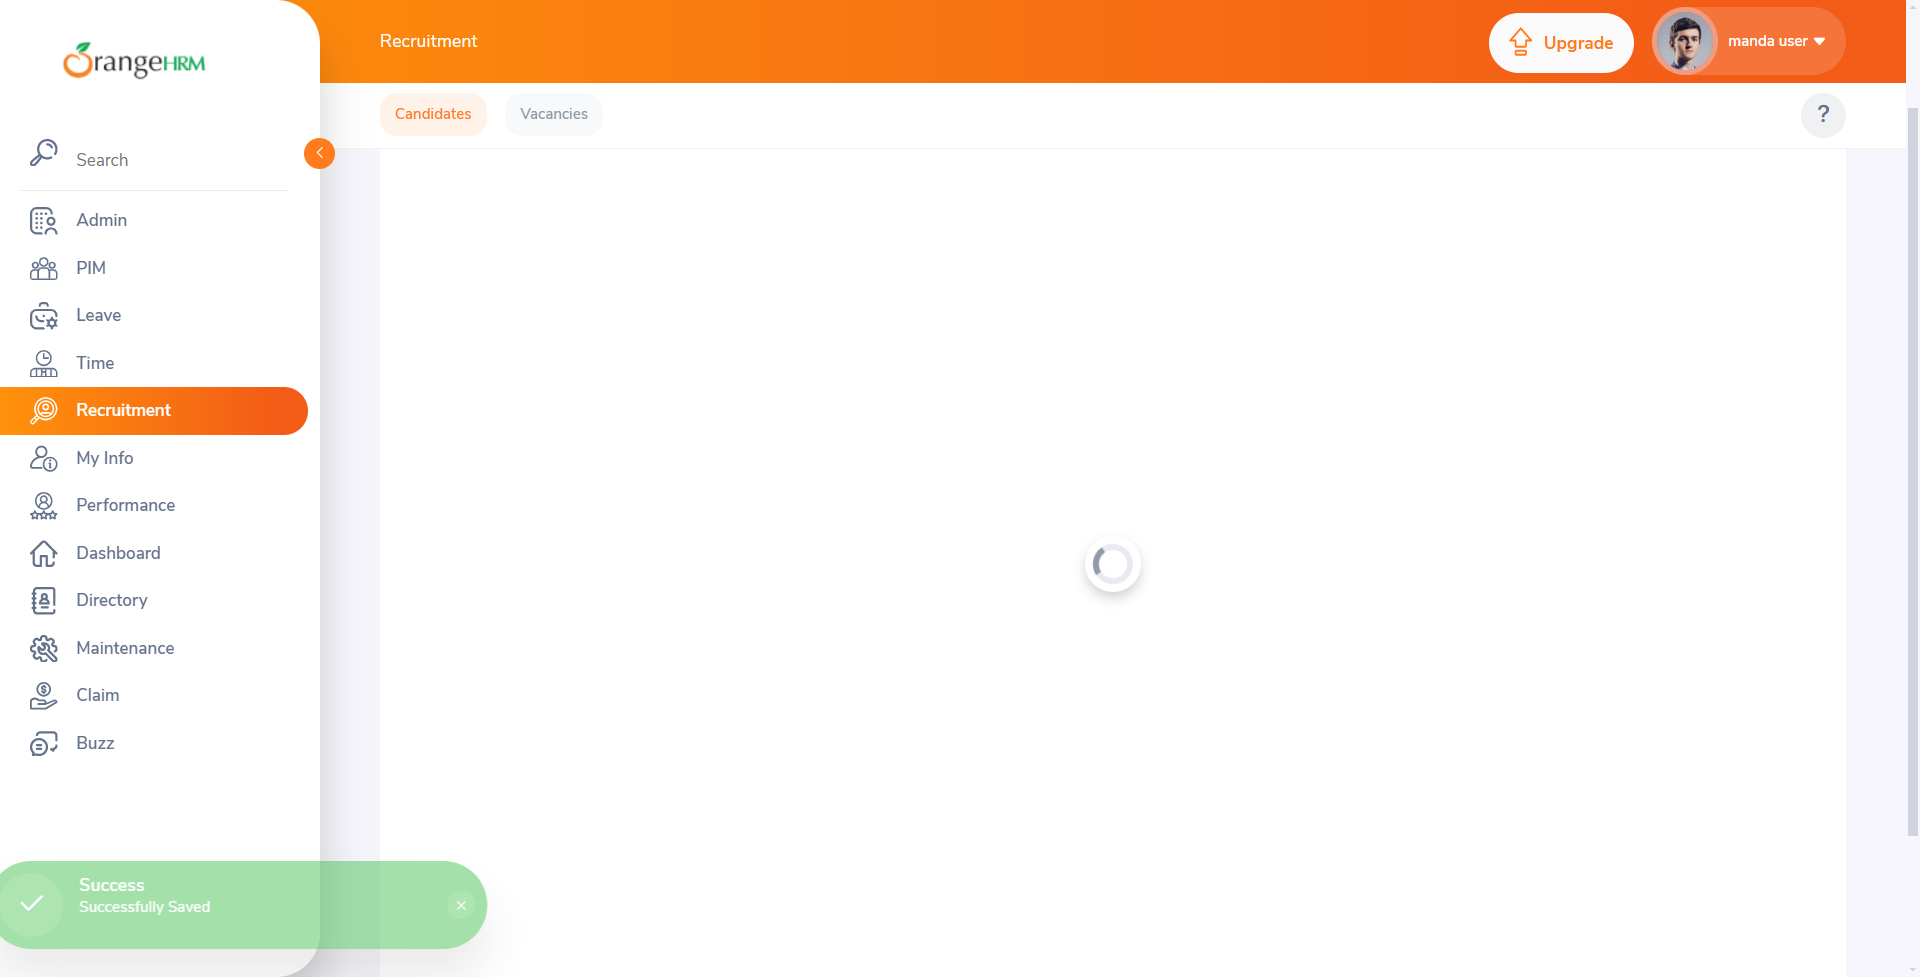 OrangeHRM
Recruitment
Upgrade
manda user
Candidates
Vacancies
?
Search
Admin
PIM
Leave
Time
Recruitment
My Info
Performance
Dashboard
Directory
Maintenance
Claim
Buzz
Success
Successfully Saved